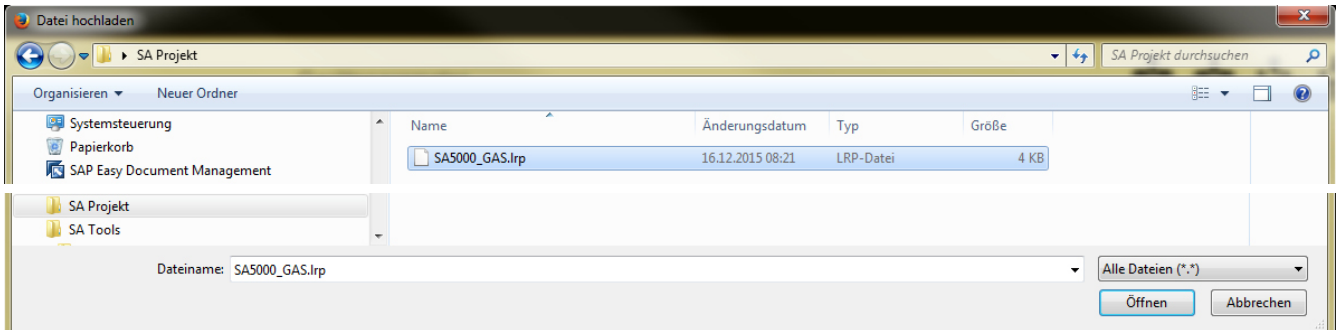 Datei hochladen
SA Projekt
SA Projekt durchsuchen
Organisieren Neuer Ordner
Systemsteuerung
Papierkorb
SAP Easy Document Management
Name Änderungsdatum Typ Größe
SA5000_GAS.lrp 16.12.2015 08:21 LRP-Datei 4 KB
SA Projekt
SA Tools
Dateiname: SA5000_GAS.lrp Alle Dateien (*.*)
Öffnen Abbrechen